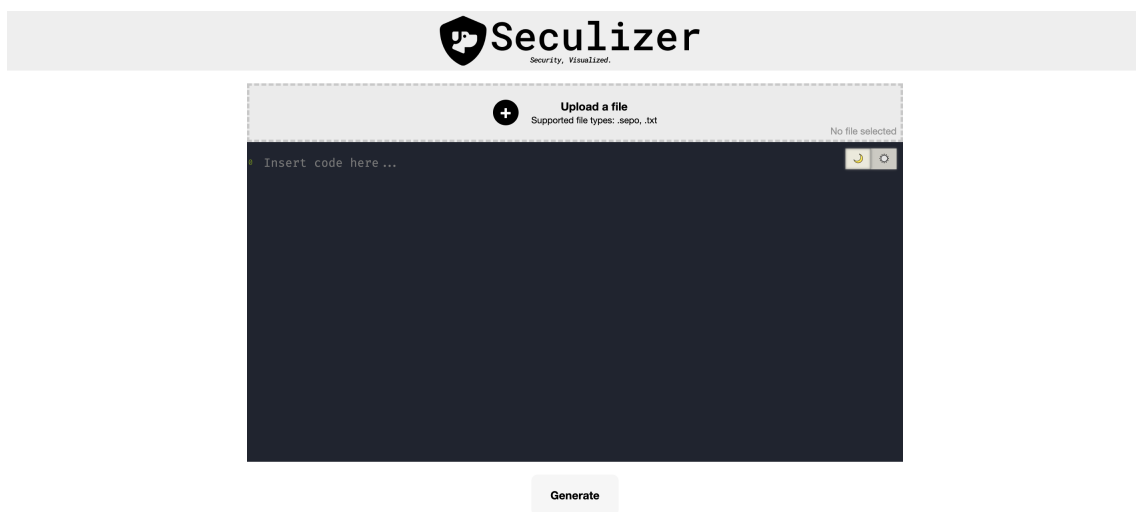 Seculizer
Security, Visualized.
Upload a file
Supported file types: .sepo, .txt
No file selected
# Insert code here...
Generate